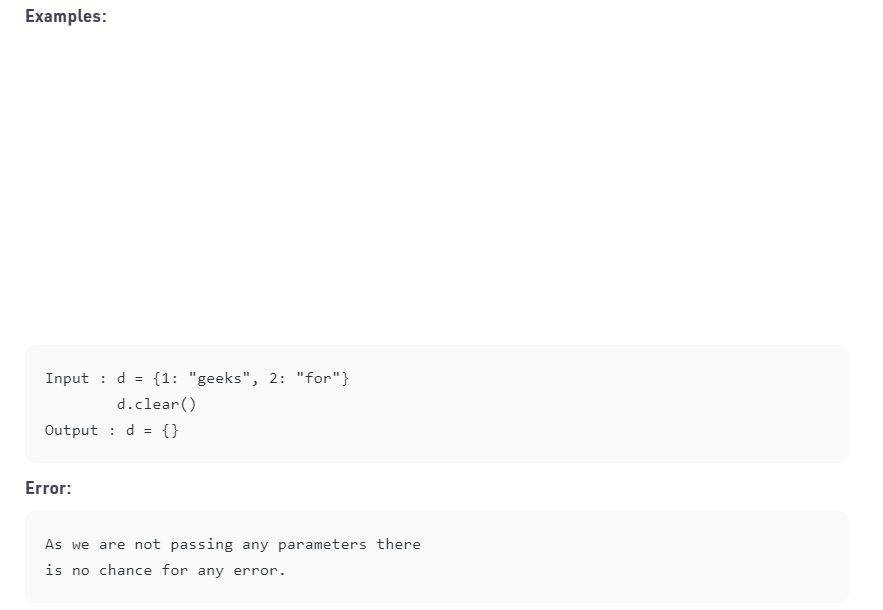 Examples:
Input : d = {1: "geeks", 2: "for"}
        d.clear()
Output : d = {}
Error:
As we are not passing any parameters there
is no chance for any error.